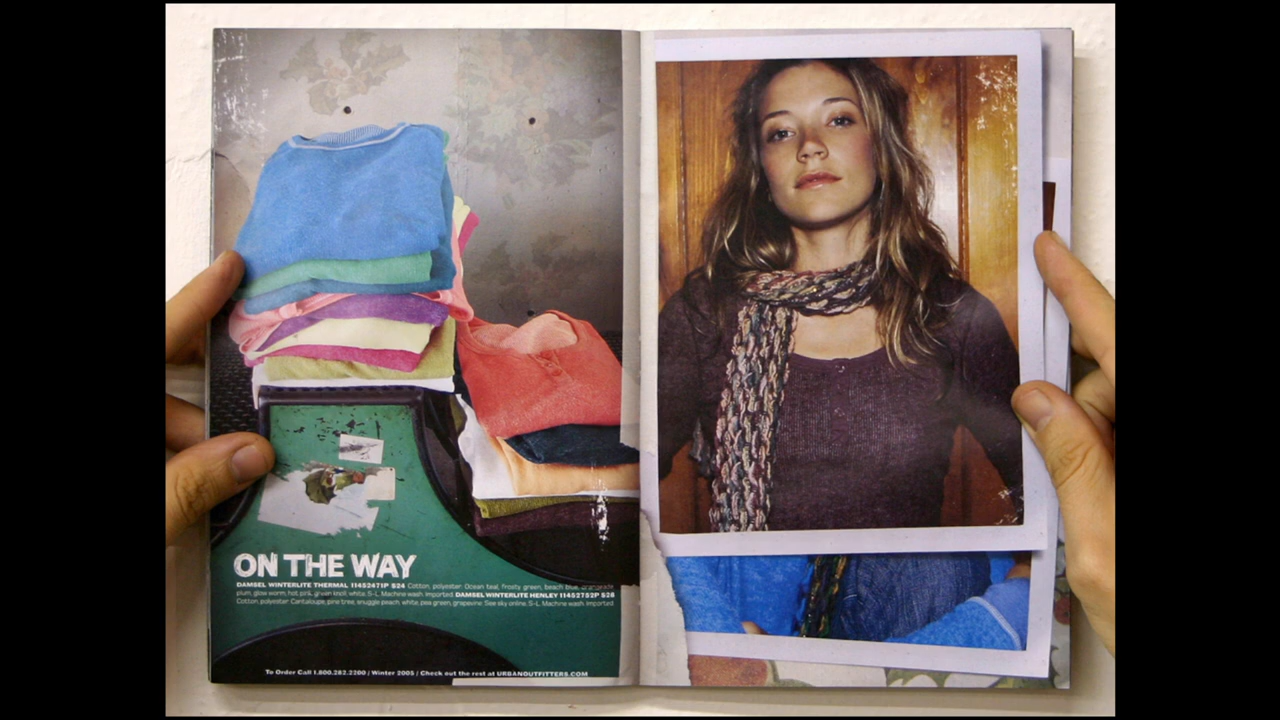 ON THE WAY
DAMSEL WINTERLITE THERMAL 11452471P $24 Cotton, polyester. Ocean teal, frosty green, beach blue, orangeade
plum, glow worm, hot pink, green knoll, white. S-L. Machine wash. Imported. DAMSEL WINTERLITE HENLEY 11452752P $28
Cotton, polyester. Cantaloupe, pine tree, snuggle peach, white, pea green, grapevine. See sky online. S-L. Machine wash. Imported
To Order Call 1.800.282.2200 / Winter 2005 / Check out the rest at URBANOUTFITTERS.COM